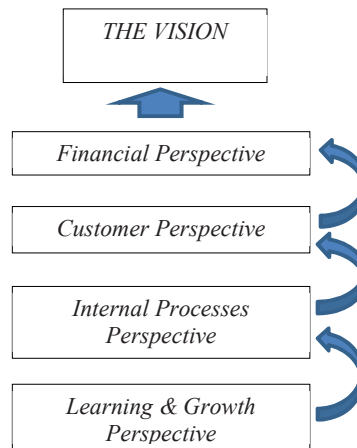 THE VISION
Financial Perspective
Customer Perspective
Internal Processes
Perspective
Learning & Growth
Perspective